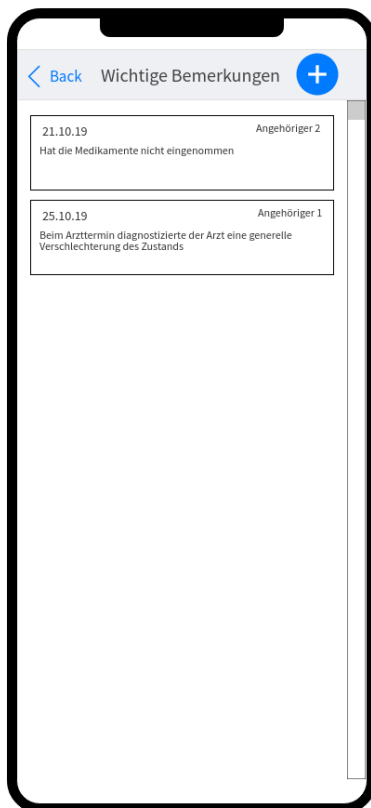 Back Wichtige Bemerkungen +
21.10.19 Angehöriger 2
Hat die Medikamente nicht eingenommen
25.10.19 Angehöriger 1
Beim Arzttermin diagnostizierte der Arzt eine generelle
Verschlechterung des Zustands